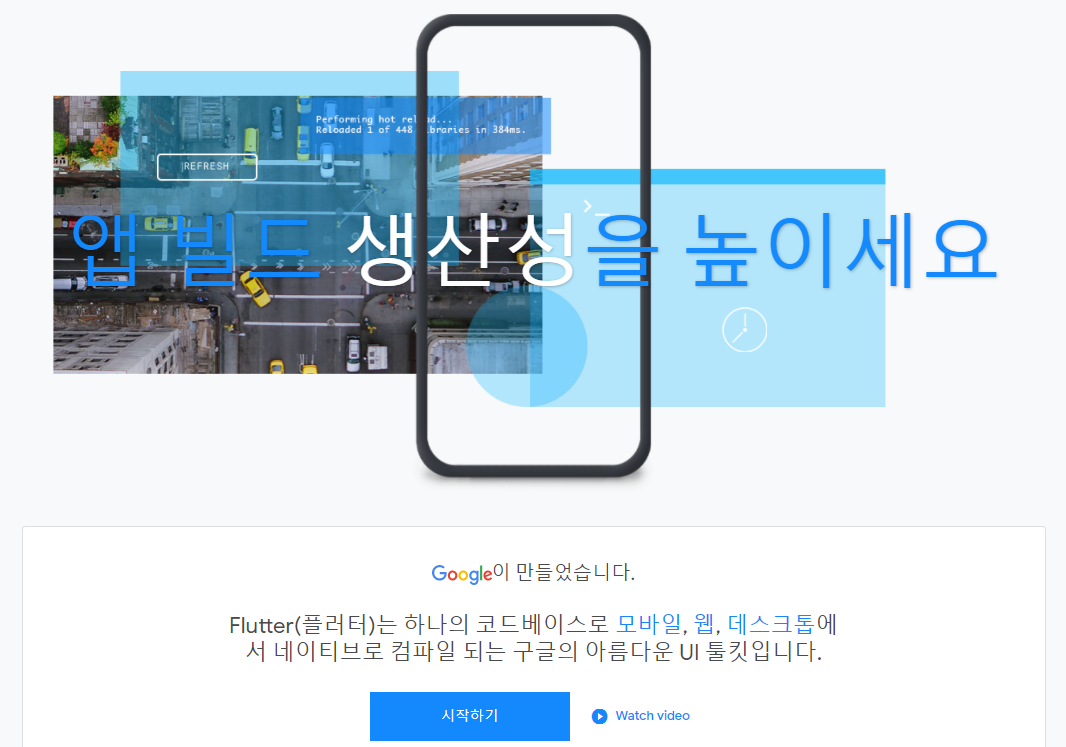 Performing hot reload...
Reloaded 1 of 448 libraries in 384ms.
REFRESH
>_
앱 빌드 생산성을 높이세요
Google이 만들었습니다.
Flutter(플러터)는 하나의 코드베이스로 모바일, 웹, 데스크톱에
서 네이티브로 컴파일 되는 구글의 아름다운 UI 툴킷입니다.
시작하기
Watch video